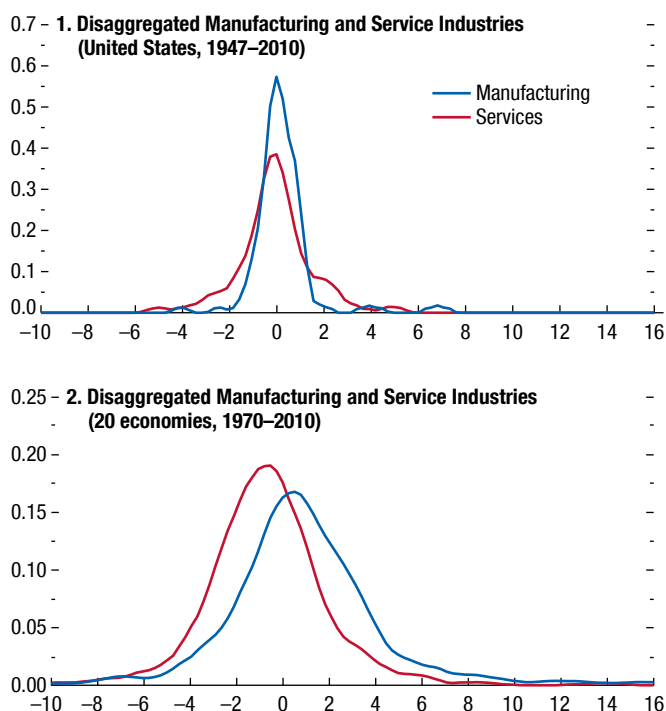 0.7
1. Disaggregated Manufacturing and Service Industries
(United States, 1947–2010)
0.6
Manufacturing
0.5
Services
0.4
0.3
0.2
0.1
0.0
–10 –8 –6 –4 –2 0 2 4 6 8 10 12 14 16
0.25
2. Disaggregated Manufacturing and Service Industries
(20 economies, 1970–2010)
0.20
0.15
0.10
0.05
0.00
–10 –8 –6 –4 –2 0 2 4 6 8 10 12 14 16